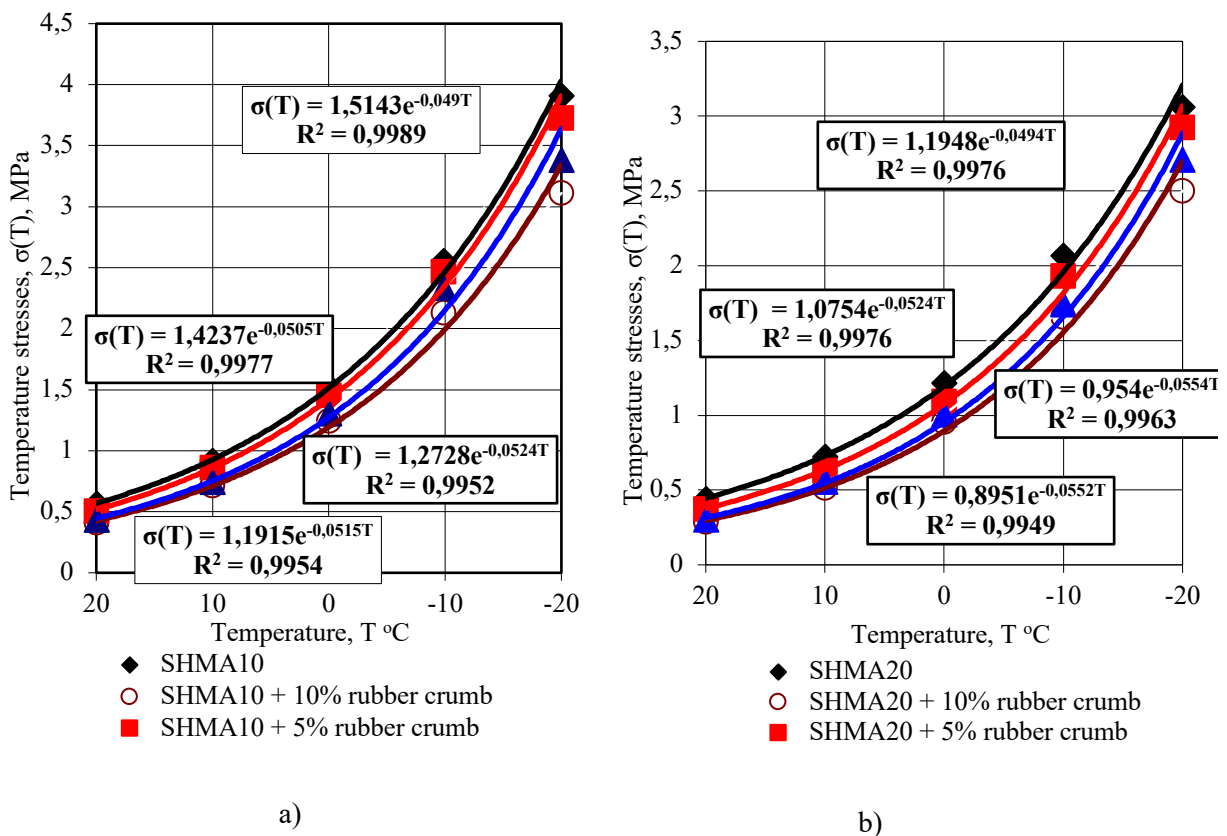 4,5
4
3,5
3
2,5
2
1,5
1
0,5
0
Temperature stresses, σ(T), MPa
σ(T) = 1,5143e^-0,049T
R² = 0,9989
σ(T) = 1,4237e^-0,0505T
R² = 0,9977
σ(T) = 1,2728e^-0,0524T
R² = 0,9952
σ(T) = 1,1915e^-0,0515T
R² = 0,9954
20 10 0 -10 -20
Temperature, T ᵒC
SHMA10
SHMA10 + 10% rubber crumb
SHMA10 + 5% rubber crumb
a)
3,5
3
2,5
2
1,5
1
0,5
0
Temperature stresses, σ(T), MPa
σ(T) = 1,1948e^-0,0494T
R² = 0,9976
σ(T) = 1,0754e^-0,0524T
R² = 0,9976
σ(T) = 0,954e^-0,0554T
R² = 0,9963
σ(T) = 0,8951e^-0,0552T
R² = 0,9949
20 10 0 -10 -20
Temperature, T ᵒC
SHMA20
SHMA20 + 10% rubber crumb
SHMA20 + 5% rubber crumb
b)